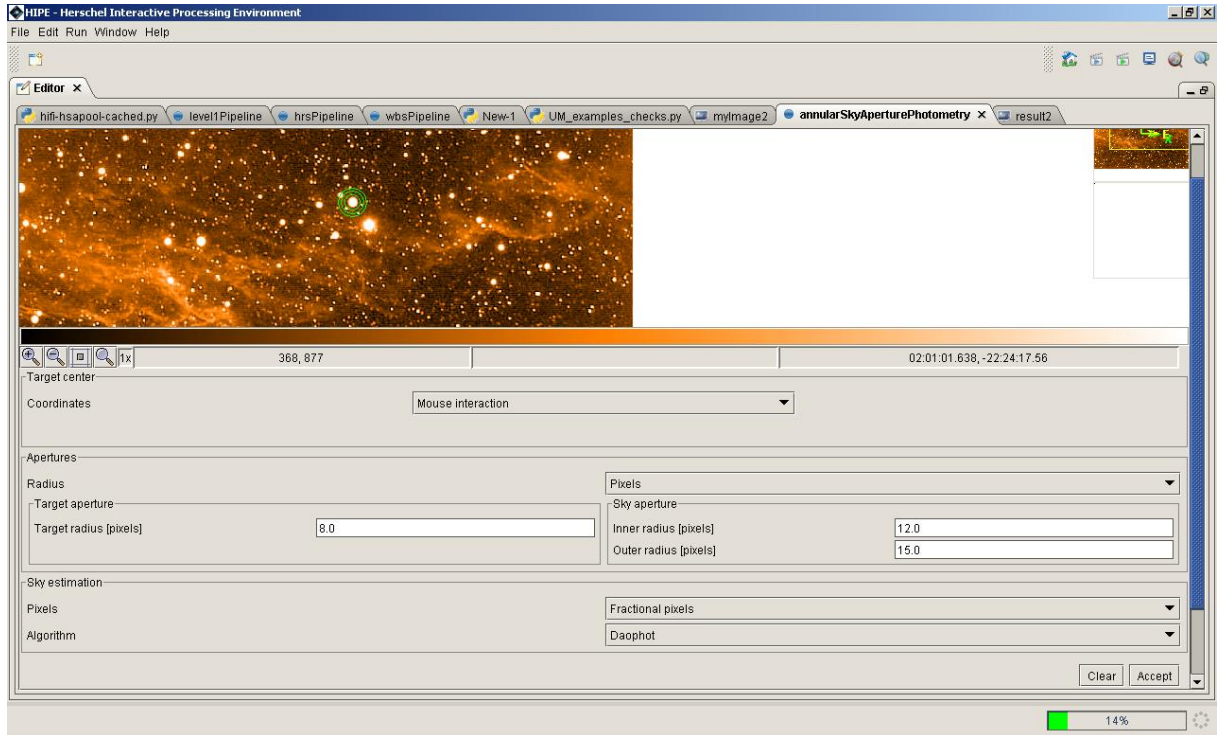 HIPE - Herschel Interactive Processing Environment
File Edit Run Window Help
Editor
hifi-hsapool-cached.py level1Pipeline hrsPipeline wbsPipeline New-1 UM_examples_checks.py myImage2 annularSkyAperturePhotometry result2
1x 368, 877 02:01:01.638, -22:24:17.56
Target center
Coordinates Mouse interaction
Apertures
Radius Pixels
Target aperture Sky aperture
Target radius [pixels] 8.0 Inner radius [pixels] 12.0
Outer radius [pixels] 15.0
Sky estimation
Pixels Fractional pixels
Algorithm Daophot
Clear Accept
14%